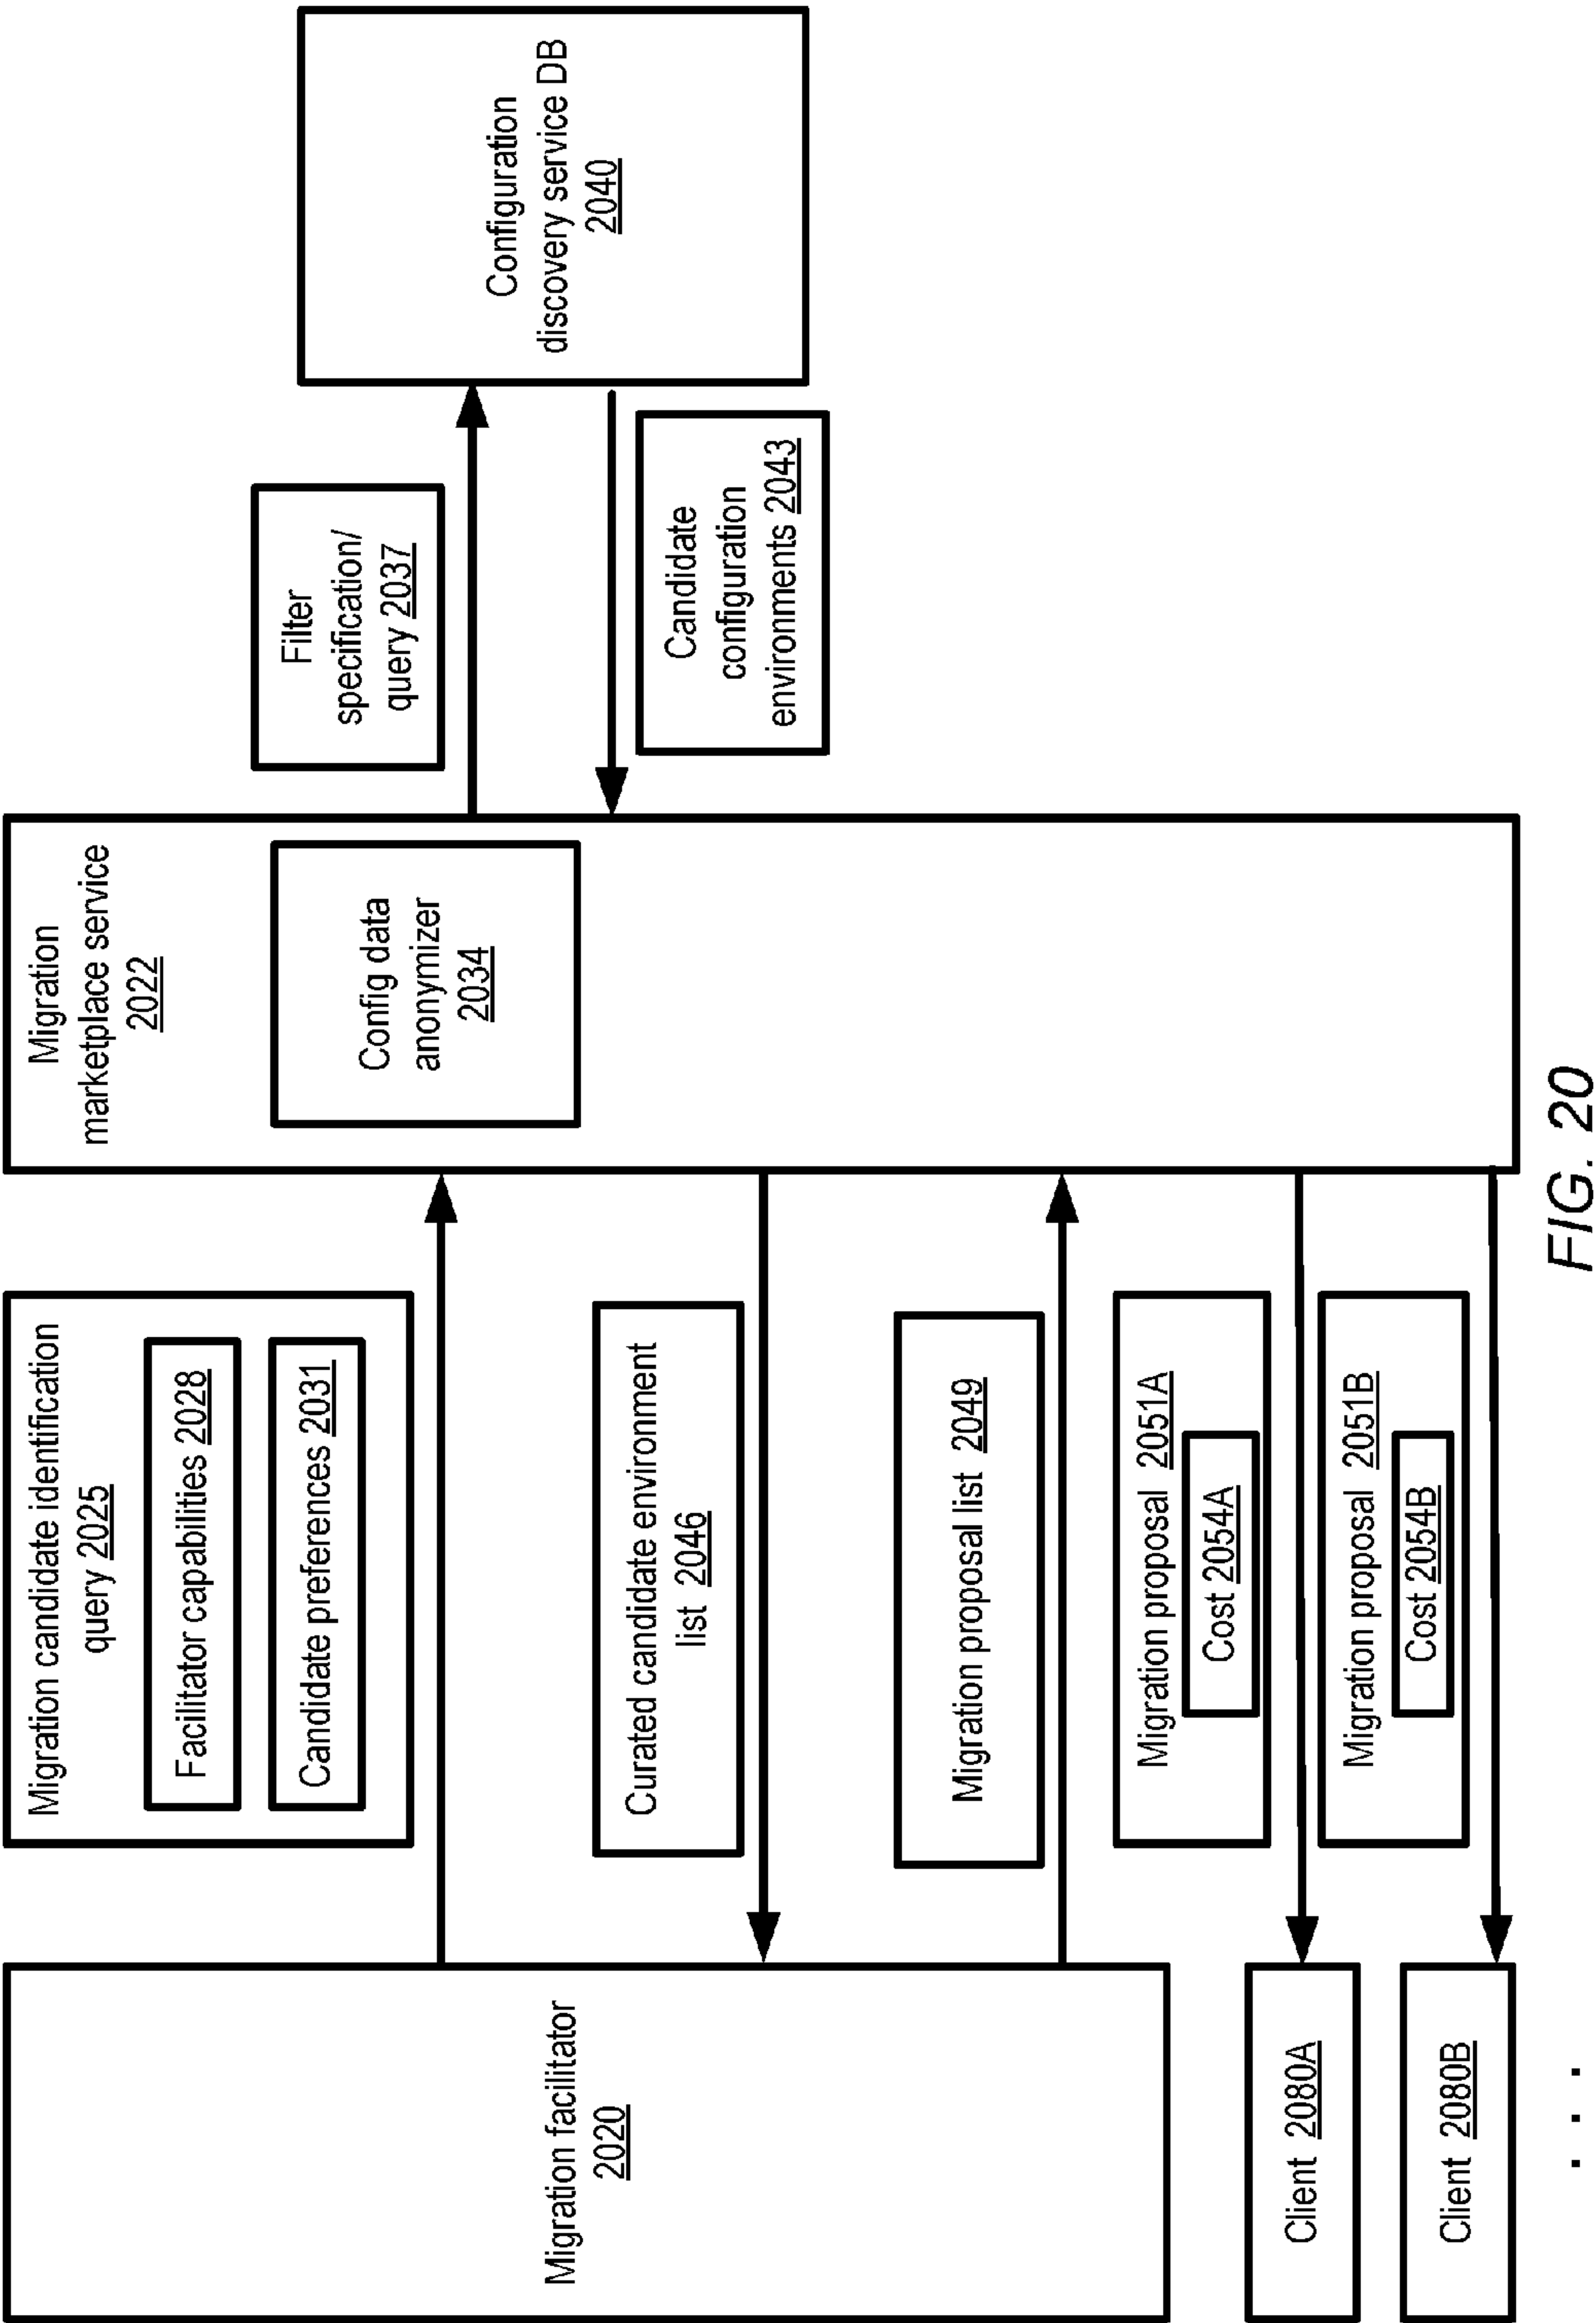 Migration facilitator
2020
Client 2080A
Client 2080B
. . .
Migration candidate identification
query 2025
Facilitator capabilities 2028
Candidate preferences 2031
Curated candidate environment
list 2046
Migration proposal list 2049
Migration proposal 2051A
Cost 2054A
Migration proposal 2051B
Cost 2054B
Migration
marketplace service
2022
Config data
anonymizer
2034
Filter
specification/
query 2037
Candidate
configuration
environments 2043
Configuration
discovery service DB
2040
FIG. 20